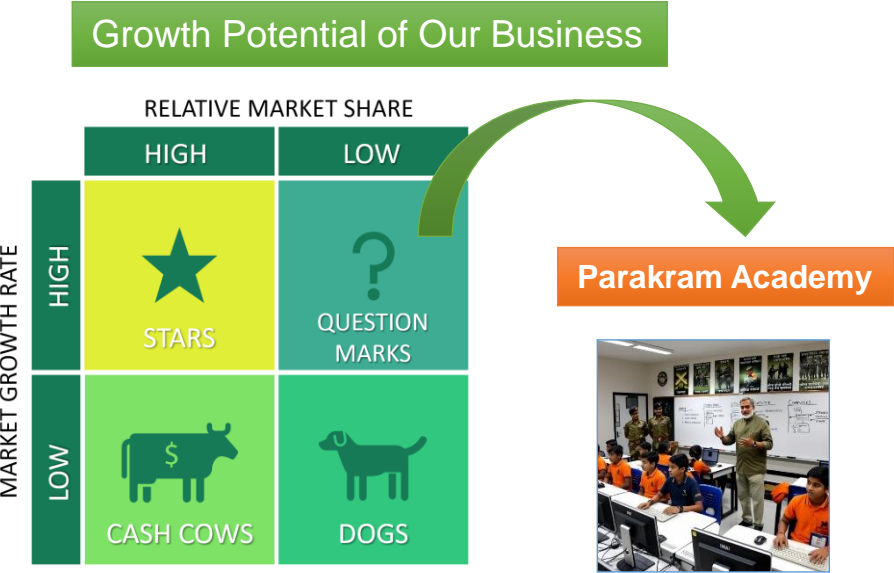 Growth Potential of Our Business
RELATIVE MARKET SHARE
HIGH
LOW
MARKET GROWTH RATE
HIGH
STARS
?
QUESTION
MARKS
LOW
$
CASH COWS
DOGS
Parakram Academy